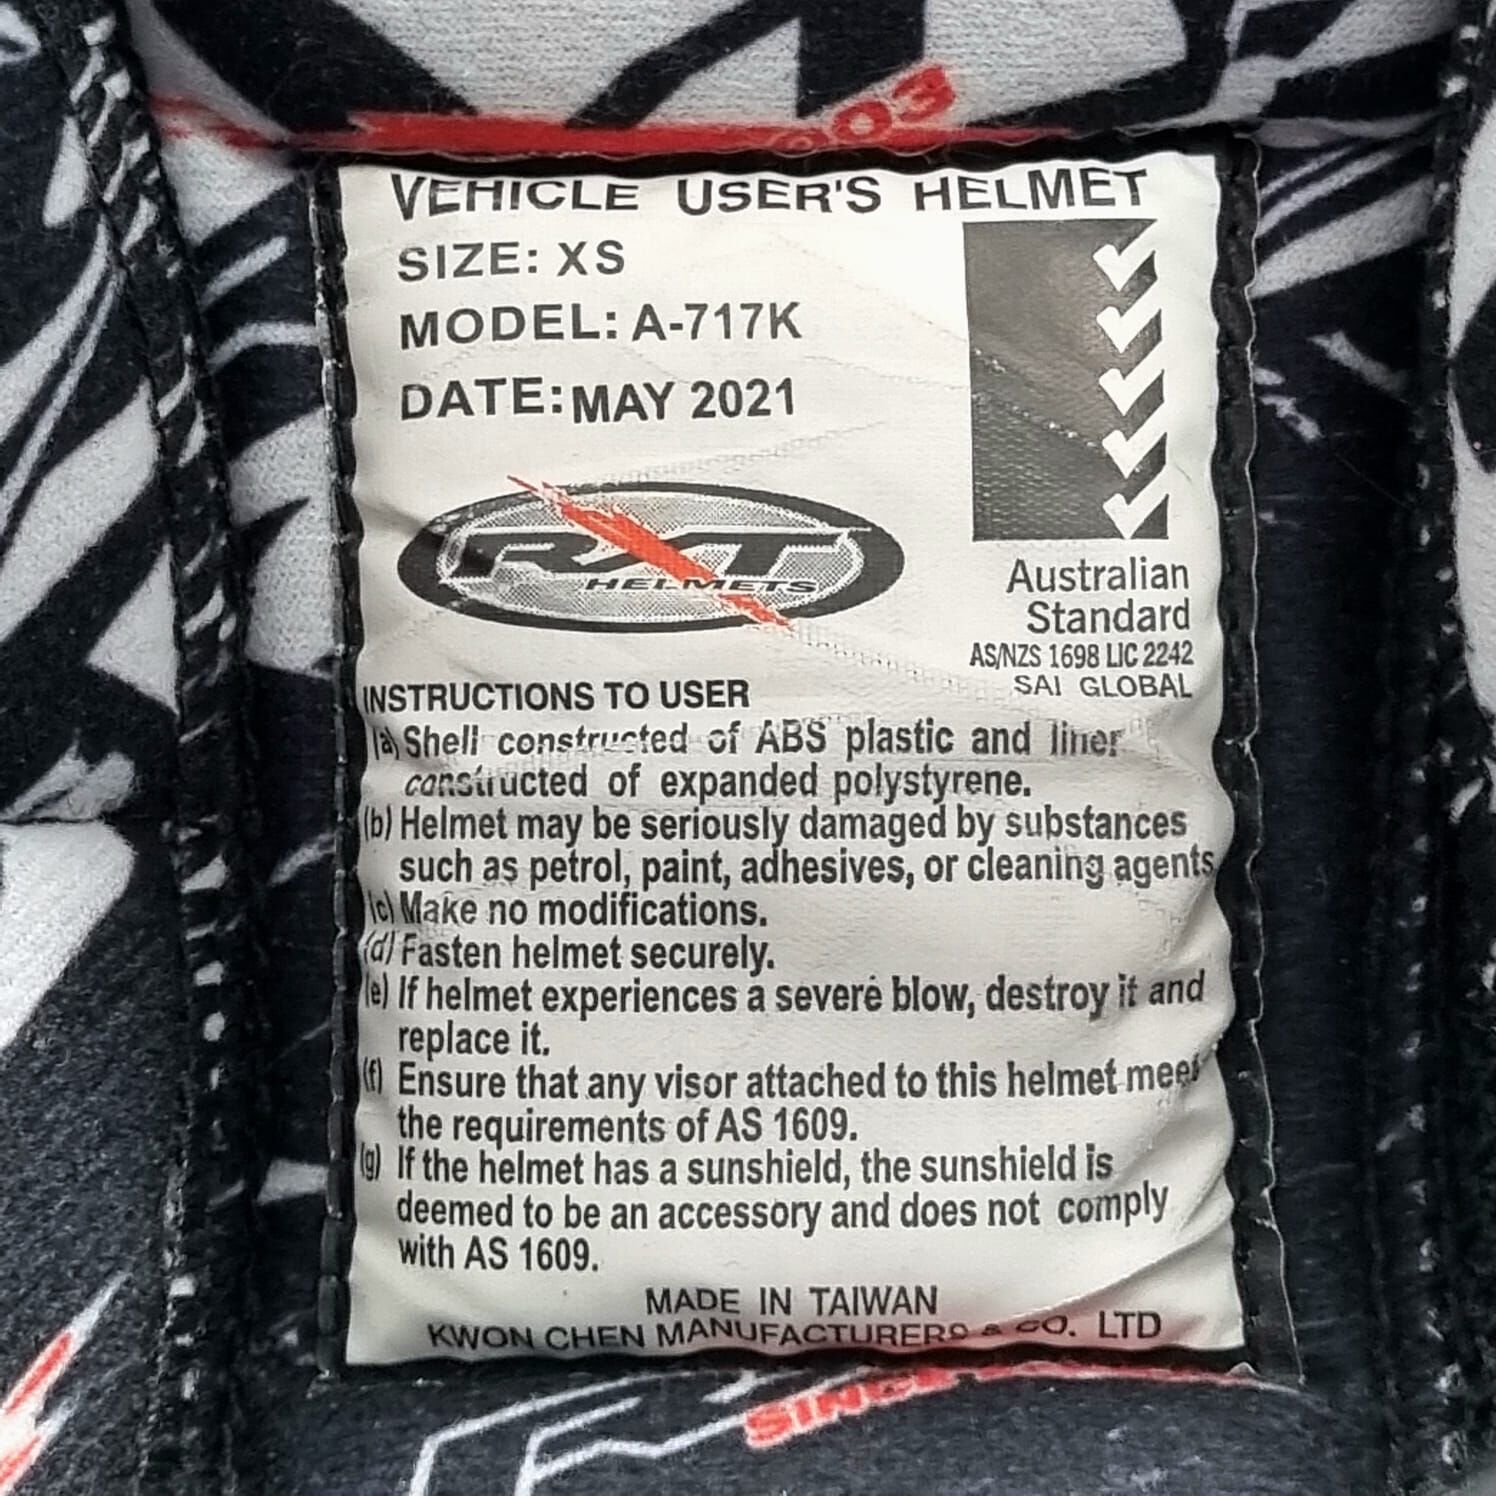 003
VEHICLE USER'S HELMET
SIZE: XS
MODEL: A-717K
DATE: MAY 2021
RXT
HELMETS
Australian
Standard
AS/NZS 1698 LIC 2242
SAI GLOBAL
INSTRUCTIONS TO USER
(a) Shell constructed of ABS plastic and liner
constructed of expanded polystyrene.
(b) Helmet may be seriously damaged by substances
such as petrol, paint, adhesives, or cleaning agents
(c) Make no modifications.
(d) Fasten helmet securely.
(e) If helmet experiences a severe blow, destroy it and
replace it.
(f) Ensure that any visor attached to this helmet meet
the requirements of AS 1609.
(g) If the helmet has a sunshield, the sunshield is
deemed to be an accessory and does not comply
with AS 1609.
MADE IN TAIWAN
KWON CHEN MANUFACTURERS & CO. LTD
SINCE